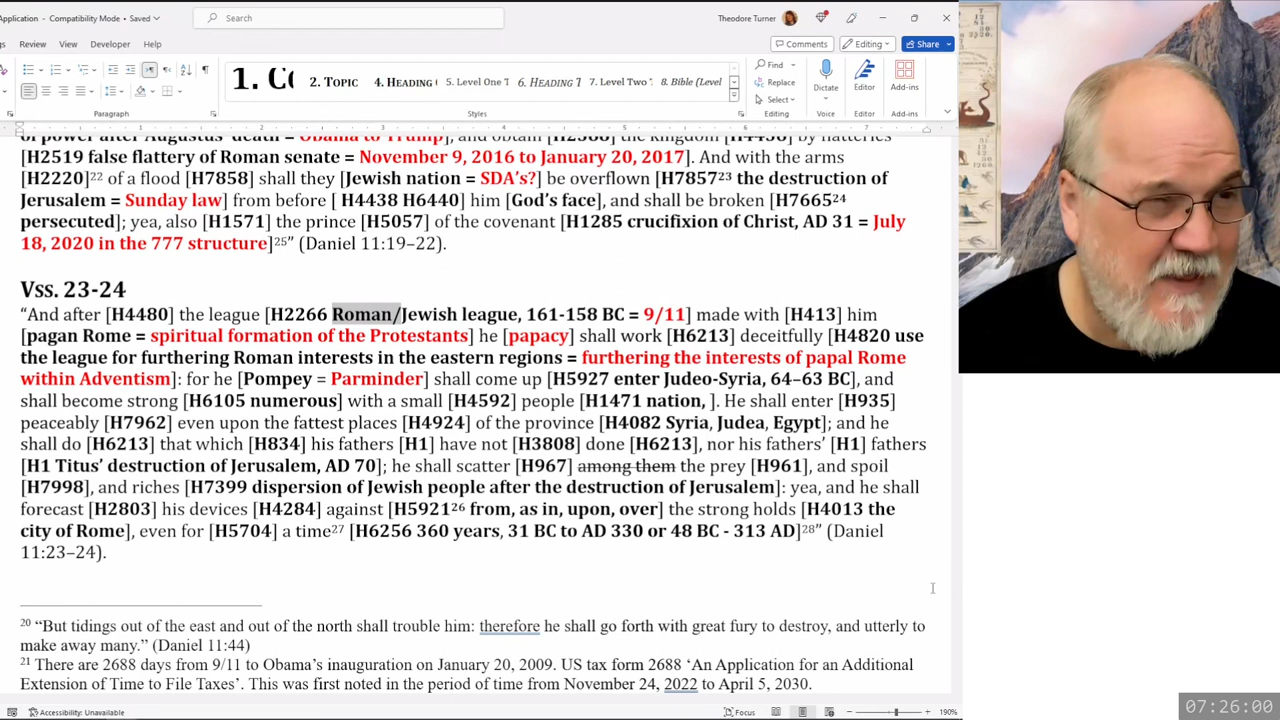 Application - Compatibility Mode • Saved
Search
Theodore Turner
Review View Developer Help
Comments
Editing
Share
Find
Replace
Select
1. Co
2. TOPIC
5. Level One
7. Level Two
8. Bible (Level
Dictate
Editor
Add-ins
Paragraph
Styles
Editing
Voice
Editor
Add-ins
of power after Augustus death = Obama to Trump], and obtain [H2388] the kingdom [H4438] by flatteries
[H2519 false flattery of Roman senate = November 9, 2016 to January 20, 2017]. And with the arms
[H2220]22 of a flood [H7858] shall they [Jewish nation = SDA's?] be overflown [H785723 the destruction of
Jerusalem = Sunday law] from before [ H4438 H6440] him [God's face], and shall be broken [H766524
persecuted]; yea, also [H1571] the prince [H5057] of the covenant [H1285 crucifixion of Christ, AD 31 = July
18, 2020 in the 777 structure]25” (Daniel 11:19–22).
Vss. 23-24
“And after [H4480] the league [H2266 Roman/Jewish league, 161-158 BC = 9/11] made with [H413] him
[pagan Rome = spiritual formation of the Protestants] he [papacy] shall work [H6213] deceitfully [H4820 use
the league for furthering Roman interests in the eastern regions = furthering the interests of papal Rome
within Adventism]: for he [Pompey = Parminder] shall come up [H5927 enter Judeo-Syria, 64–63 BC], and
shall become strong [H6105 numerous] with a small [H4592] people [H1471 nation, ]. He shall enter [H935]
peaceably [H7962] even upon the fattest places [H4924] of the province [H4082 Syria, Judea, Egypt]; and he
shall do [H6213] that which [H834] his fathers [H1] have not [H3808] done [H6213], nor his fathers' [H1] fathers
[H1 Titus' destruction of Jerusalem, AD 70]; he shall scatter [H967] among them the prey [H961], and spoil
[H7998], and riches [H7399 dispersion of Jewish people after the destruction of Jerusalem]: yea, and he shall
forecast [H2803] his devices [H4284] against [H592126 from, as in, upon, over] the strong holds [H4013 the
city of Rome], even for [H5704] a time27 [H6256 360 years, 31 BC to AD 330 or 48 BC - 313 AD]28” (Daniel
11:23–24).
20 “But tidings out of the east and out of the north shall trouble him: therefore he shall go forth with great fury to destroy, and utterly to
make away many.” (Daniel 11:44)
21 There are 2688 days from 9/11 to Obama's inauguration on January 20, 2009. US tax form 2688 ‘An Application for an Additional
Extension of Time to File Taxes’. This was first noted in the period of time from November 24, 2022 to April 5, 2030.
Accessibility: Unavailable
Focus
190%
07:26:00